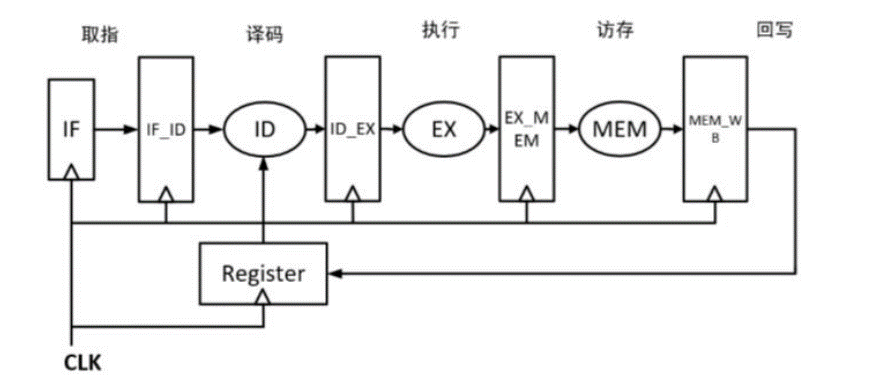 取指 译码 执行 访存 回写
IF
IF_ID
ID
ID_EX
EX
EX_M
EM
MEM
MEM_W
B
Register
CLK